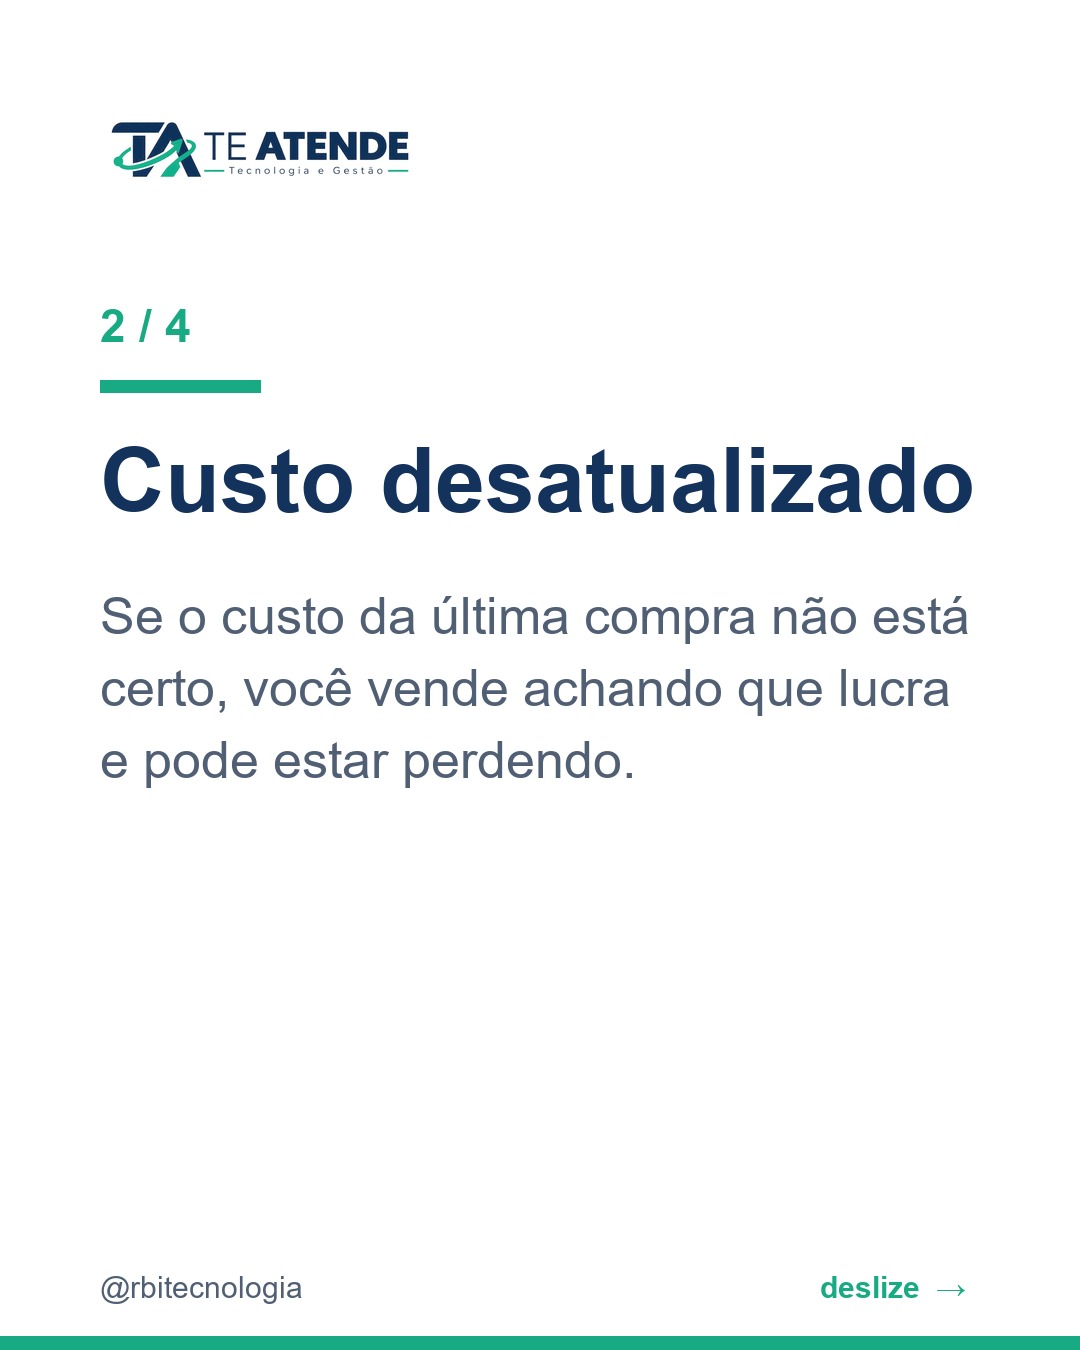 TA TE ATENDE
Tecnologia e Gestão
2 / 4
Custo desatualizado
Se o custo da última compra não está
certo, você vende achando que lucra
e pode estar perdendo.
@rbitecnologia
deslize →